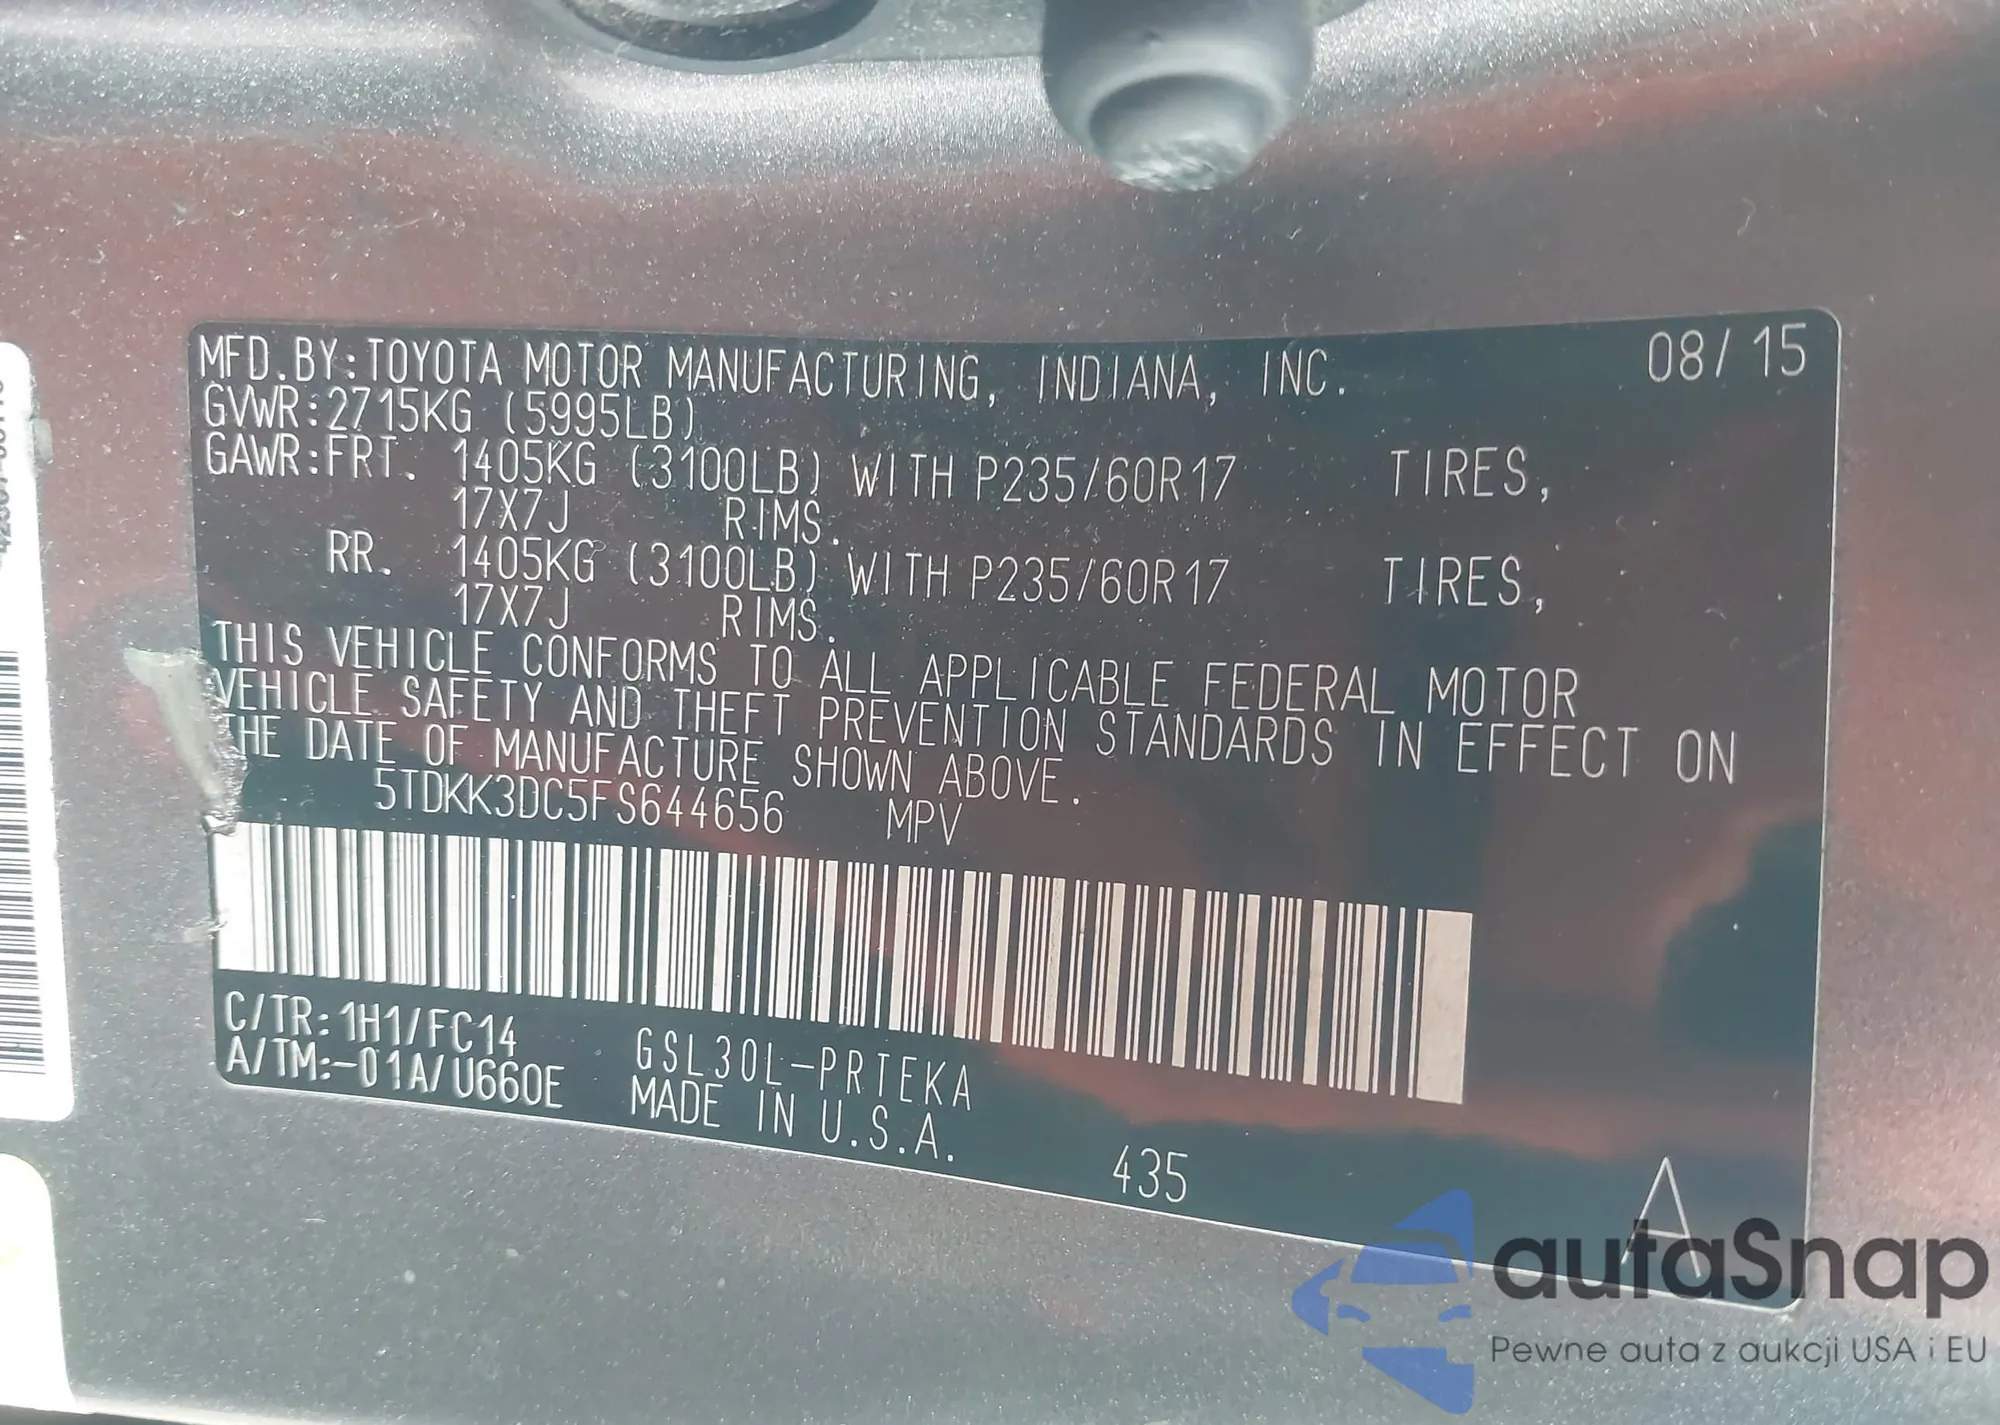 MFD.BY:TOYOTA MOTOR MANUFACTURING, INDIANA, INC. 08/15
GVWR:2715KG (5995LB)
GAWR:FRT. 1405KG (3100LB) WITH P235/60R17 TIRES,
17X7J RIMS.
RR. 1405KG (3100LB) WITH P235/60R17 TIRES,
17X7J RIMS.
THIS VEHICLE CONFORMS TO ALL APPLICABLE FEDERAL MOTOR
VEHICLE SAFETY AND THEFT PREVENTION STANDARDS IN EFFECT ON
THE DATE OF MANUFACTURE SHOWN ABOVE.
5TDKK3DC5FS644656 MPV
C/TR:1H1/FC14 GSL30L-PRTEKA
A/TM:-01A/U660E MADE IN U.S.A.
435
A
autaSnap
Pewne auta z aukcji USA i EU